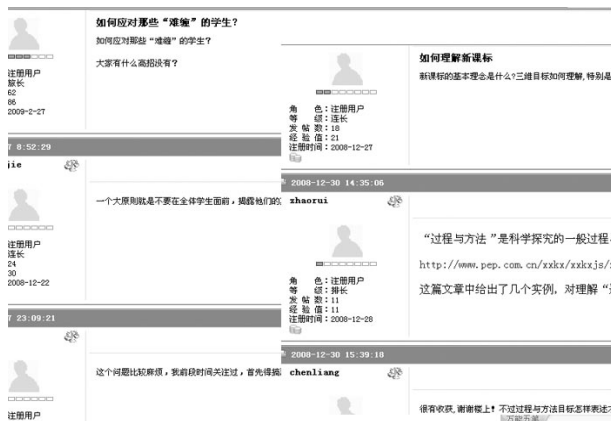 如何应对那些“难缠”的学生？
如何应对那些“难缠”的学生？
大家有什么高招没有？
注册用户
旅长
62
86
2009-2-27
7 8:52:29
jie
一个大原则就是不要在全体学生面前，揭露他们的
注册用户
连长
24
30
2008-12-22
7 23:09:21
这个问题比较麻烦，我前段时间关注过，首先得搞
注册用户
如何理解新课标
新课标的基本理念是什么?三维目标如何理解,特别是
角 色：注册用户
等 级：连长
发 帖 数：18
经 验 值：21
注册时间：2008-12-27
2008-12-30 14:35:06
zhaorui
“过程与方法 ”是科学探究的一般过程
http://www.pep.com.cn/xxkx/xxkxjs/
这篇文章中给出了几个实例, 对理解“
角 色：注册用户
等 级：排长
发 帖 数：11
经 验 值：11
注册时间：2008-12-28
2008-12-30 15:39:18
chenliang
很有收获,谢谢楼上! 不过过程与方法目标怎样表述